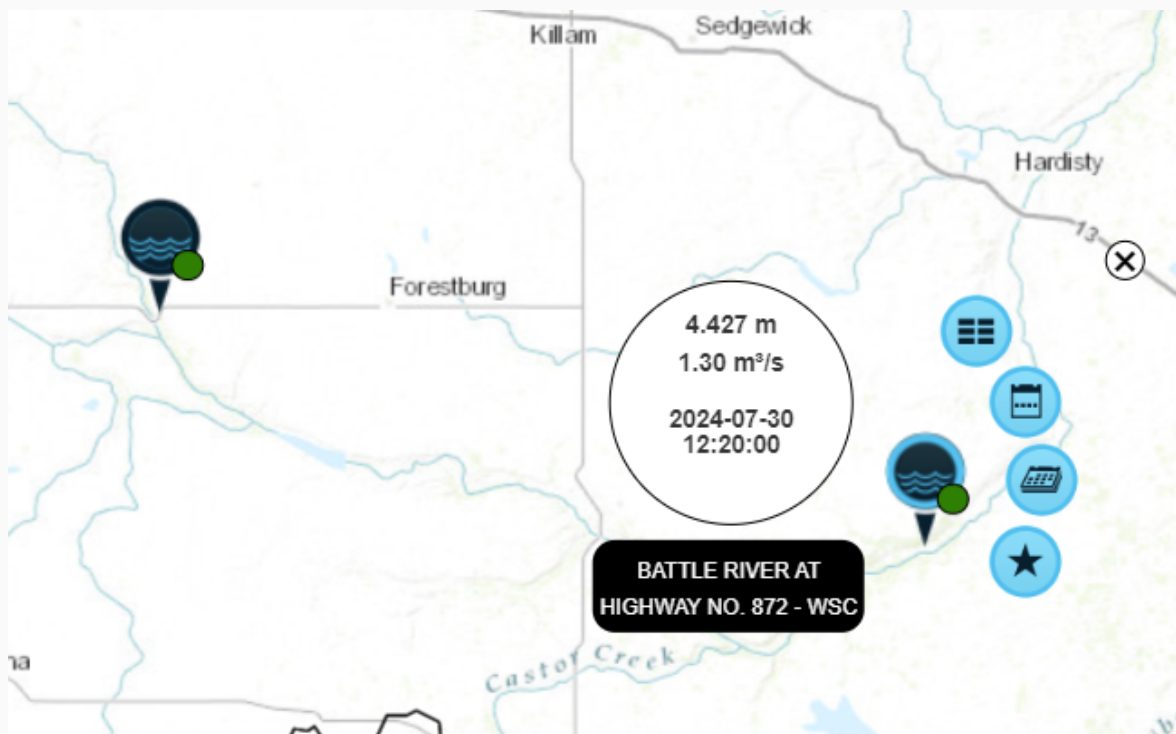 Killam
Sedgewick
Hardisty
13
Forestburg
4.427 m
1.30 m³/s
2024-07-30
12:20:00
BATTLE RIVER AT
HIGHWAY NO. 872 - WSC
Castor Creek
na